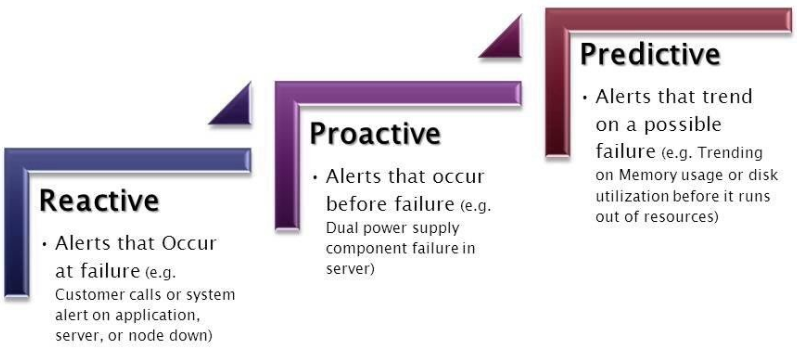 Reactive
• Alerts that Occur
at failure (e.g.
Customer calls or system
alert on application,
server, or node down)
Proactive
• Alerts that occur
before failure (e.g.
Dual power supply
component failure in
server)
Predictive
• Alerts that trend
on a possible
failure (e.g. Trending
on Memory usage or disk
utilization before it runs
out of resources)